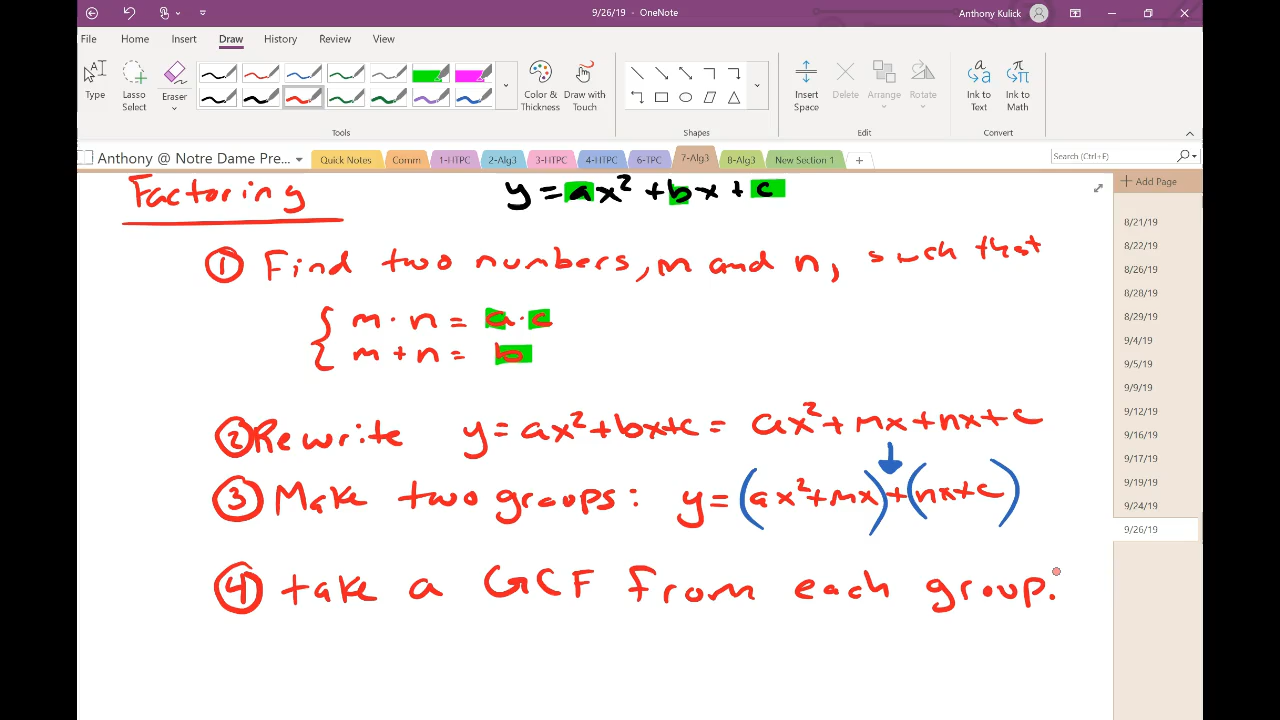 9/26/19 - OneNote
Anthony Kulick
File Home Insert Draw History Review View
Type
Lasso Select
Eraser
Color & Thickness
Draw with Touch
Insert Space
Delete
Arrange
Rotate
Ink to Text
Ink to Math
Tools
Shapes
Edit
Convert
Anthony @ Notre Dame Pre...
Quick Notes Comm 1-HTPC 2-Alg3 3-HTPC 4-HTPC 6-TPC 7-Alg3 8-Alg3 New Section 1 +
Search (Ctrl+F)
Factoring y = ax² + bx + c
① Find two numbers, m and n, such that
m · n = a · c
m + n = b
② Rewrite y = ax² + bx + c = ax² + mx + nx + c
③ Make two groups: y = (ax² + mx) + (nx + c)
④ take a GCF from each group.
+ Add Page
8/21/19
8/22/19
8/26/19
8/28/19
8/29/19
9/4/19
9/5/19
9/9/19
9/12/19
9/16/19
9/17/19
9/19/19
9/24/19
9/26/19